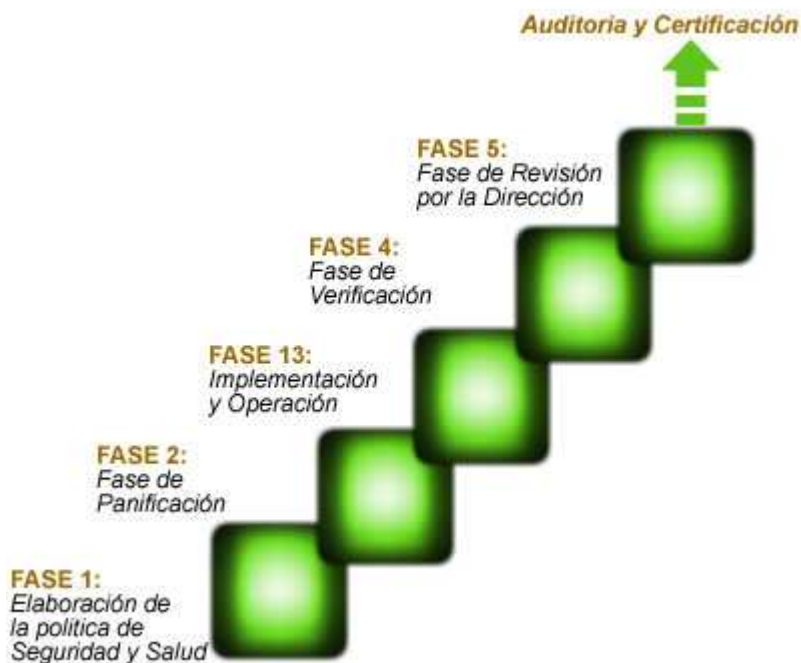 Auditoria y Certificación
FASE 5:
Fase de Revisión
por la Dirección
FASE 4:
Fase de
Verificación
FASE 13:
Implementación
y Operación
FASE 2:
Fase de
Panificación
FASE 1:
Elaboración de
la politica de
Seguridad y Salud